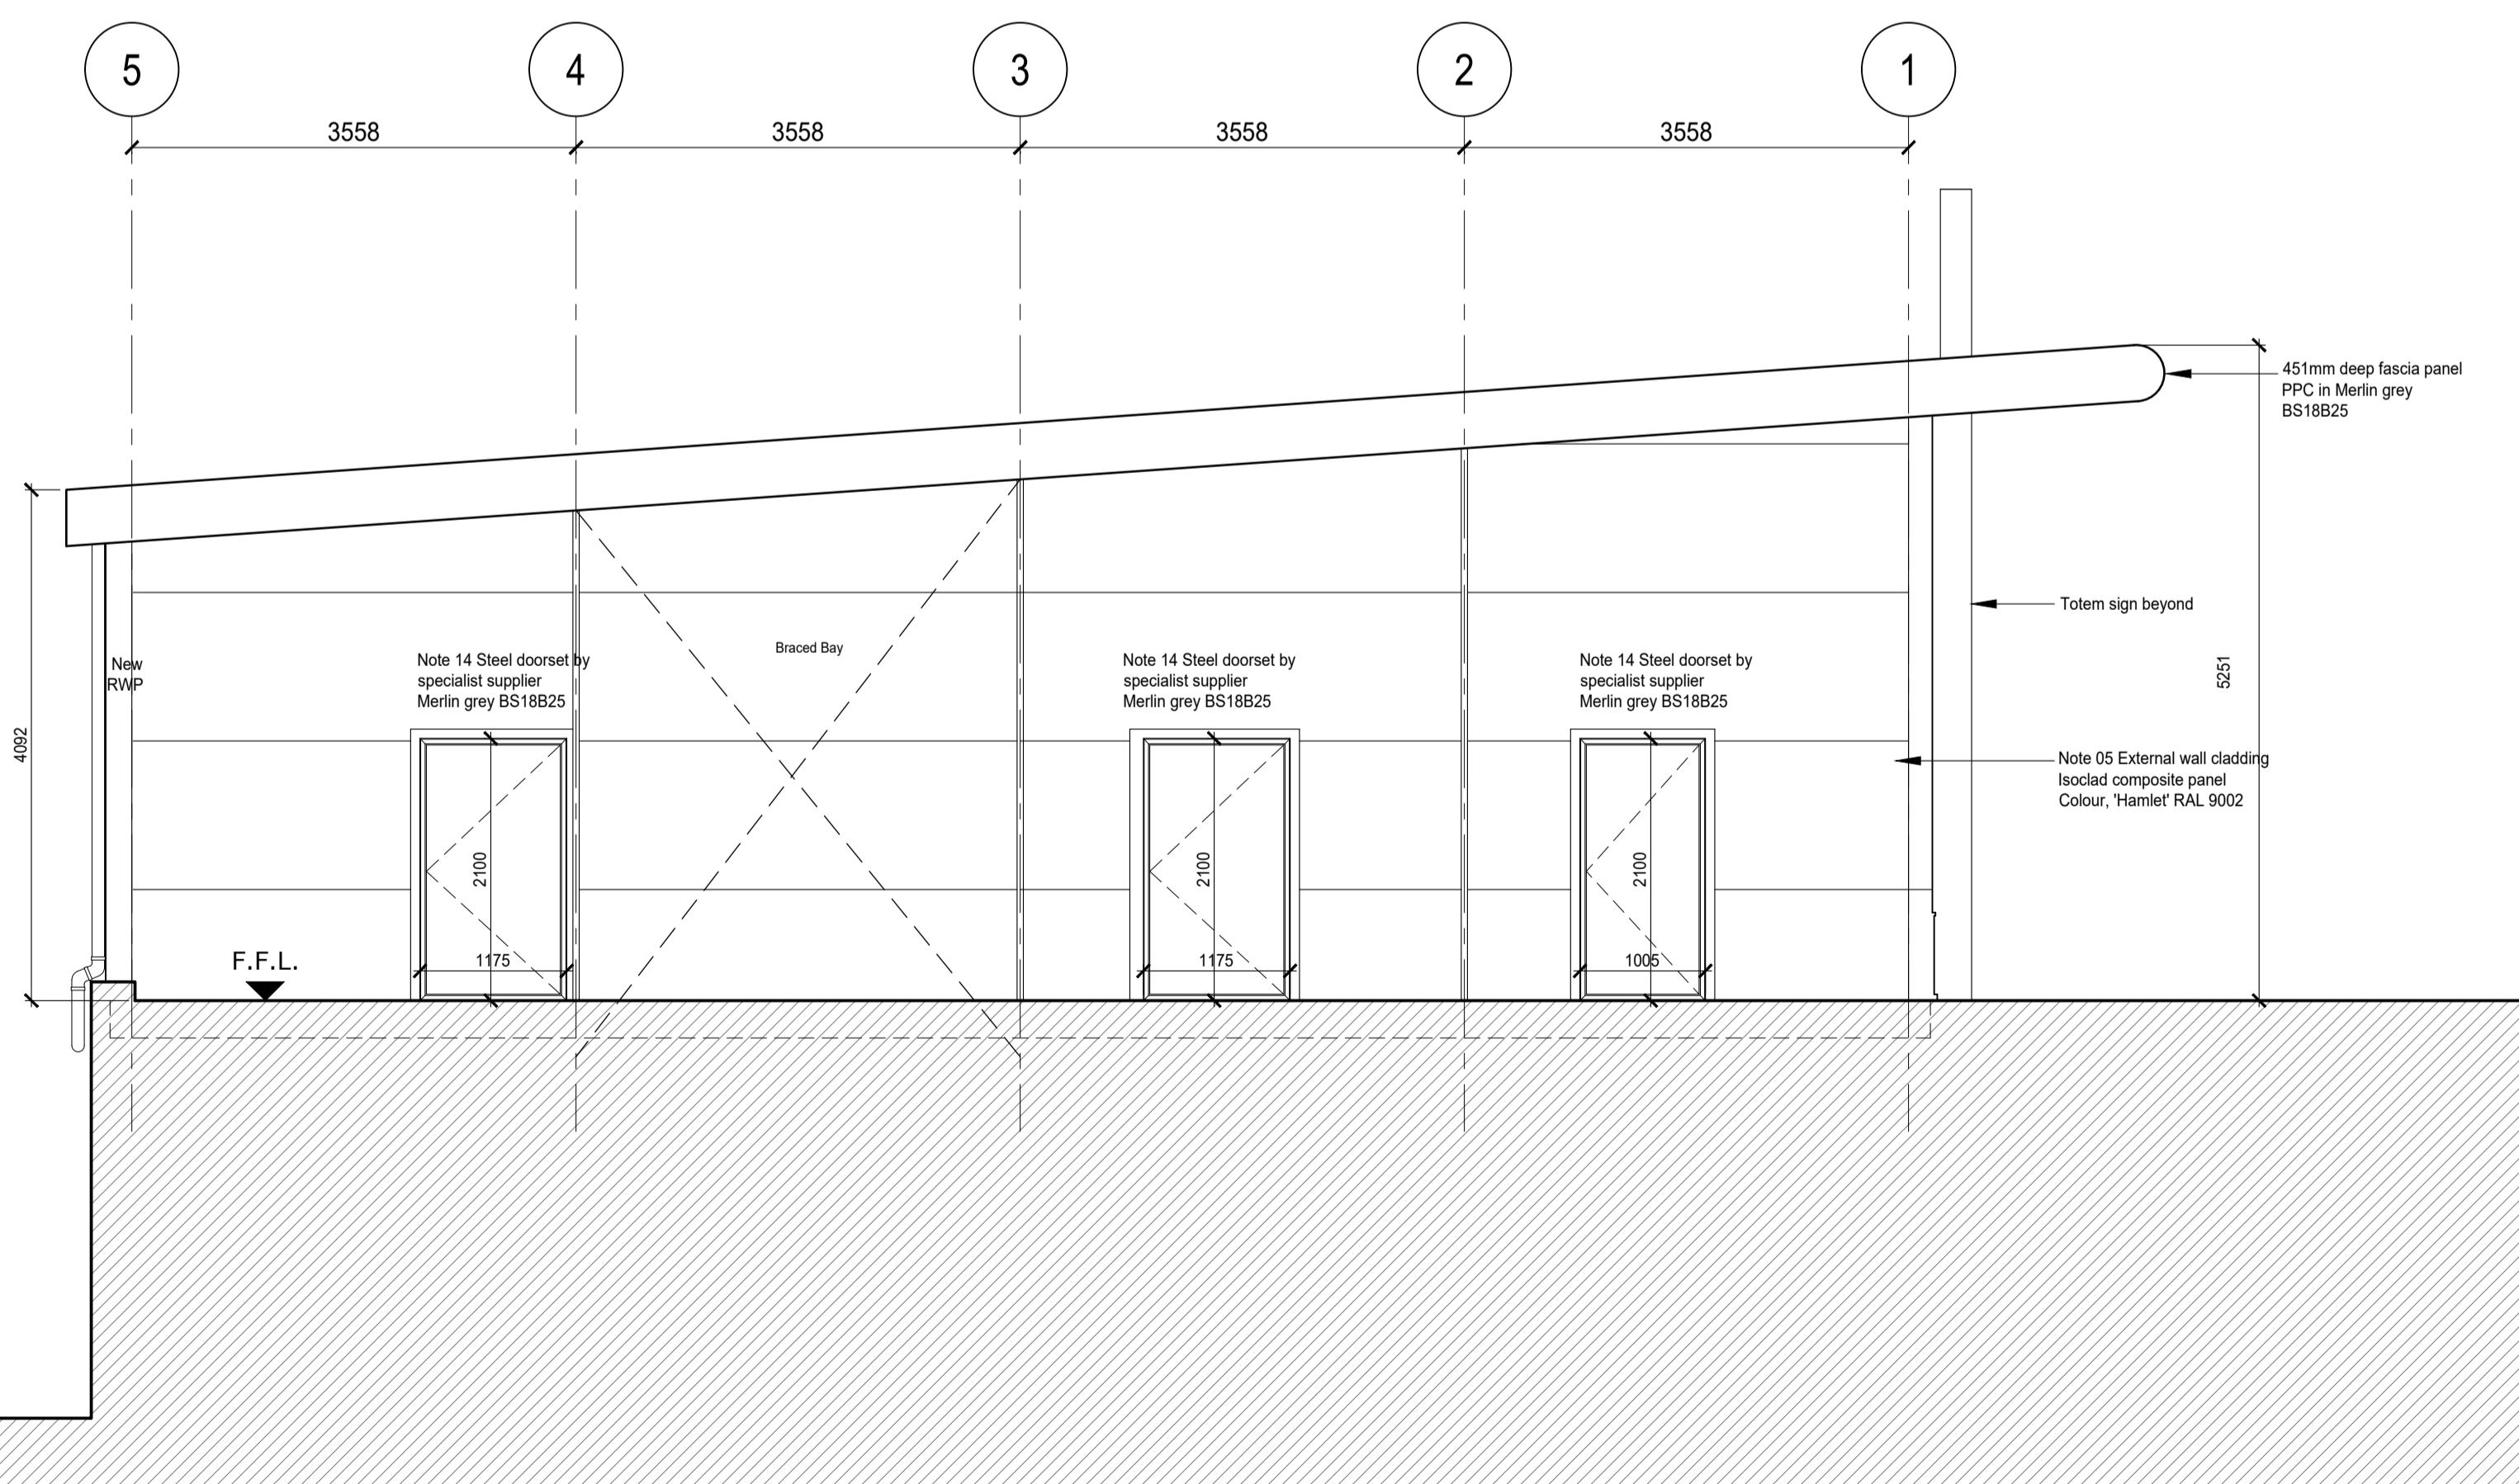 5
4
3
2
1
3558
3558
3558
3558
451mm deep fascia panel
PPC in Merlin grey
BS18B25
Totem sign beyond
5251
Note 05 External wall cladding
Isoclad composite panel
Colour, 'Hamlet' RAL 9002
New
RWP
4092
Note 14 Steel doorset by
specialist supplier
Merlin grey BS18B25
Braced Bay
Note 14 Steel doorset by
specialist supplier
Merlin grey BS18B25
Note 14 Steel doorset by
specialist supplier
Merlin grey BS18B25
2100
2100
2100
F.F.L.
1175
1175
1005